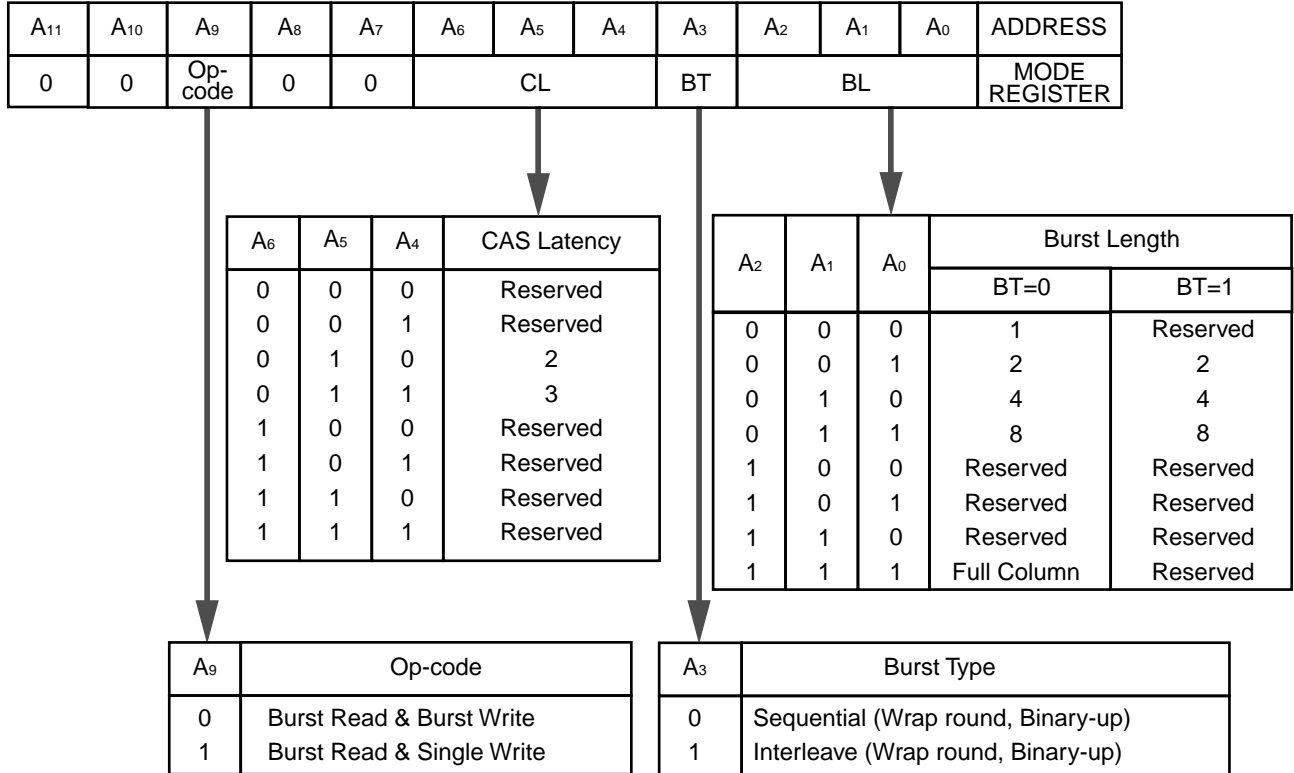 A11 A10 A9 A8 A7 A6 A5 A4 A3 A2 A1 A0 ADDRESS
0 0 Op-code 0 0 CL BT BL MODE REGISTER
A6 A5 A4 CAS Latency
0 0 0 Reserved
0 0 1 Reserved
0 1 0 2
0 1 1 3
1 0 0 Reserved
1 0 1 Reserved
1 1 0 Reserved
1 1 1 Reserved
A2 A1 A0 Burst Length
BT=0 BT=1
0 0 0 1 Reserved
0 0 1 2 2
0 1 0 4 4
0 1 1 8 8
1 0 0 Reserved Reserved
1 0 1 Reserved Reserved
1 1 0 Reserved Reserved
1 1 1 Full Column Reserved
A9 Op-code
0 Burst Read & Burst Write
1 Burst Read & Single Write
A3 Burst Type
0 Sequential (Wrap round, Binary-up)
1 Interleave (Wrap round, Binary-up)